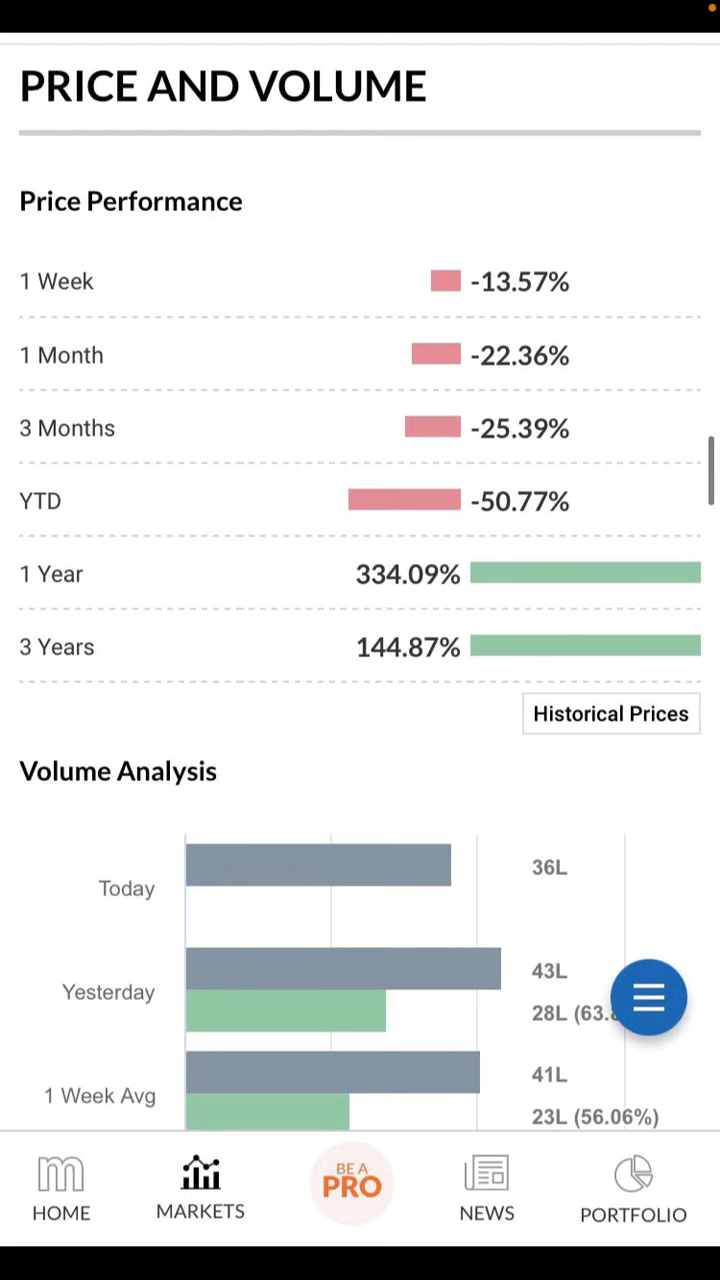 PRICE AND VOLUME
Price Performance
1 Week -13.57%
1 Month -22.36%
3 Months -25.39%
YTD -50.77%
1 Year 334.09%
3 Years 144.87%
Historical Prices
Volume Analysis
Today 36L
Yesterday 43L
28L
1 Week Avg 41L
23L (56.06%)
m
HOME
MARKETS
BE A
PRO
NEWS
PORTFOLIO